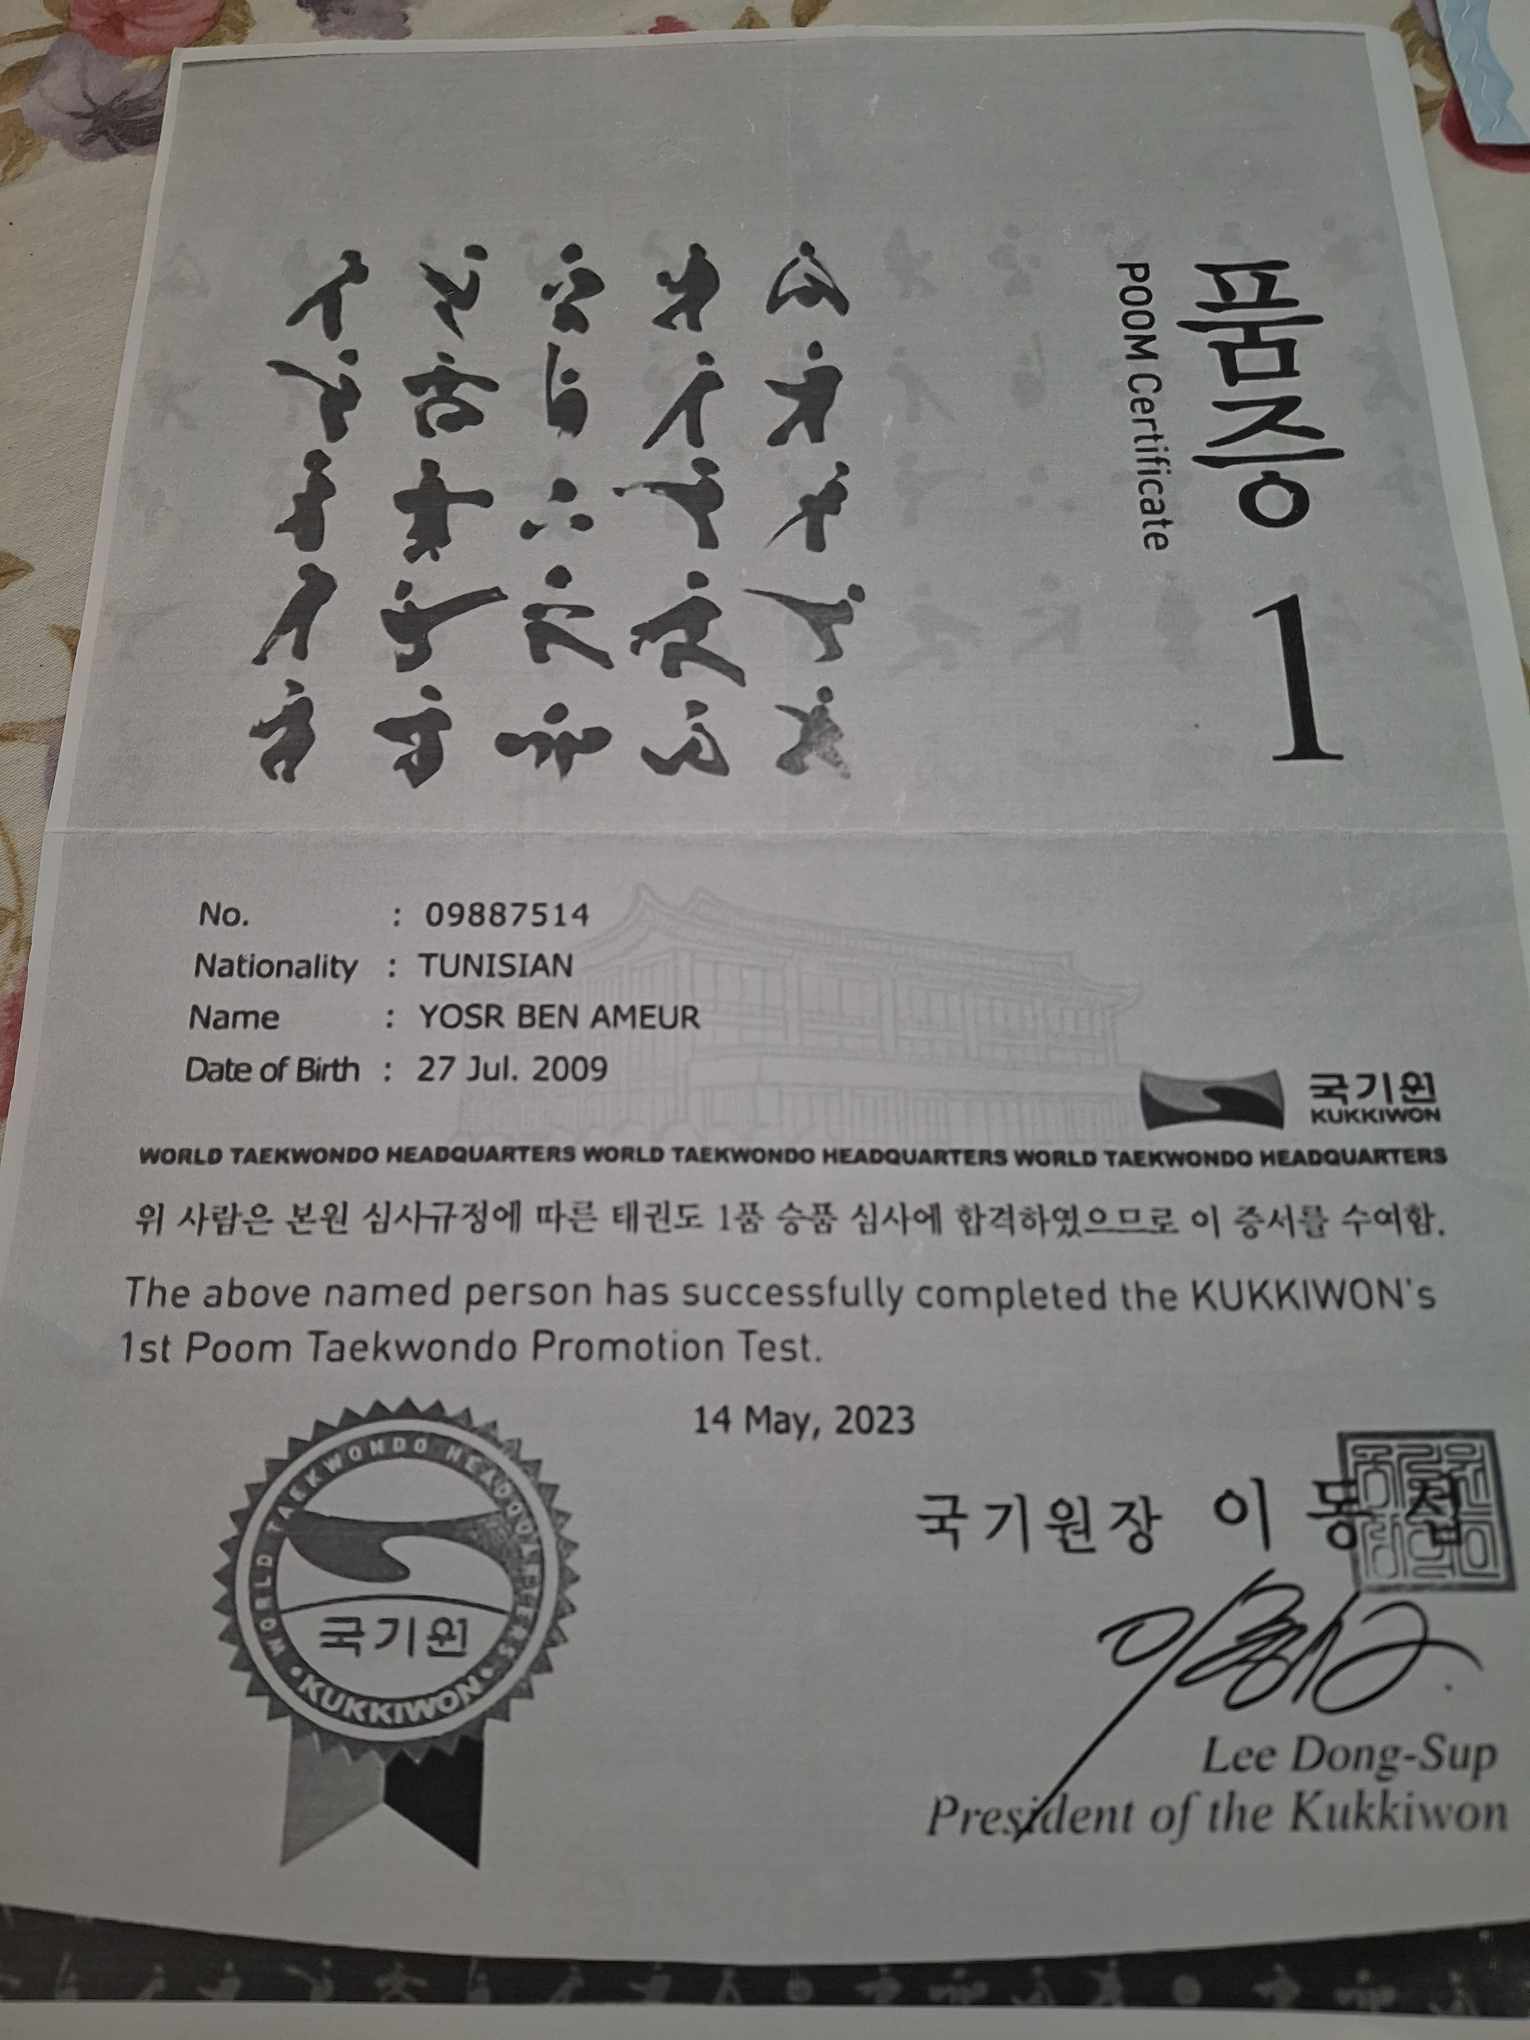 품증 1
POOM Certificate
No. : 09887514
Nationality : TUNISIAN
Name : YOSR BEN AMEUR
Date of Birth : 27 Jul. 2009
국기원
KUKKIWON
WORLD TAEKWONDO HEADQUARTERS WORLD TAEKWONDO HEADQUARTERS WORLD TAEKWONDO HEADQUARTERS
위 사람은 본원 심사규정에 따른 태권도 1품 승품 심사에 합격하였으므로 이 증서를 수여함.
The above named person has successfully completed the KUKKIWON's
1st Poom Taekwondo Promotion Test.
14 May, 2023
WORLD TAEKWONDO HEADQUARTERS
국기원
KUKKIWON
국기원장 이동섭
Lee Dong-Sup
President of the Kukkiwon